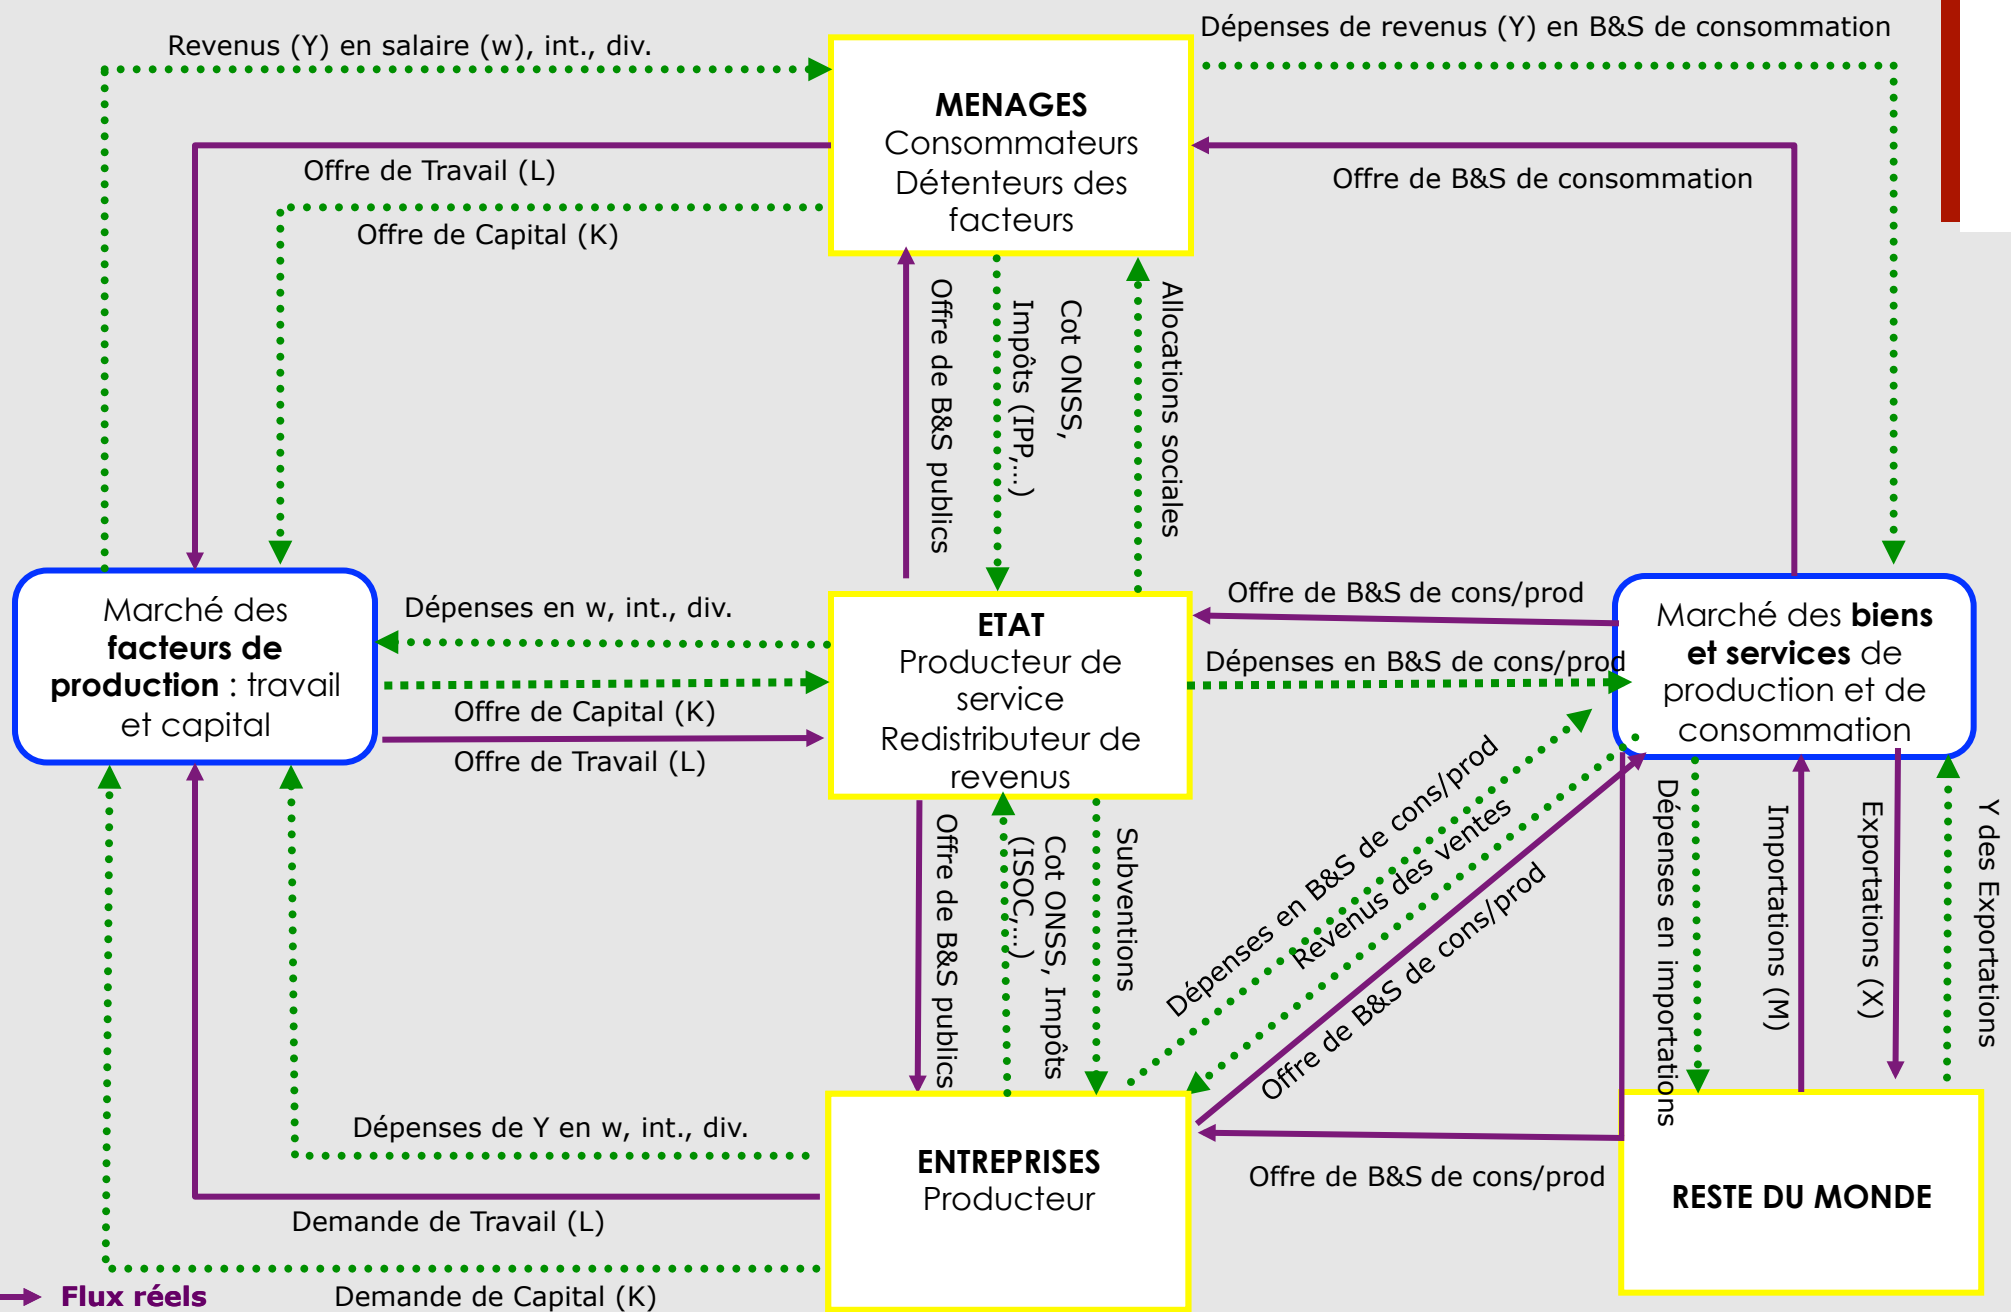 Dépenses de revenus (Y) en B&S de consommation
Revenus (Y) en salaire (w), int., div.
MENAGES
Consommateurs
Détenteurs des
facteurs
Offre de Travail (L)
Offre de B&S de consommation
Offre de Capital (K)
Offre de B&S publics
Cot ONSS,
Impôts (IPP,...)
Allocations sociales
Marché des
facteurs de
production : travail
et capital
Dépenses en w, int., div.
Offre de Capital (K)
Offre de Travail (L)
ETAT
Producteur de
service
Redistributeur de
revenus
Offre de B&S de cons/prod
Dépenses en B&S de cons/prod
Marché des biens
et services de
production et de
consommation
Offre de B&S publics
Cot ONSS, Impôts
(ISOC,...)
Subventions
Dépenses en B&S de cons/prod
Revenus des ventes
Offre de B&S de cons/prod
Dépenses en importations
Importations (M)
Exportations (X)
Y des Exportations
Dépenses de Y en w, int., div.
ENTREPRISES
Producteur
Offre de B&S de cons/prod
RESTE DU MONDE
Demande de Travail (L)
Flux réels
Demande de Capital (K)